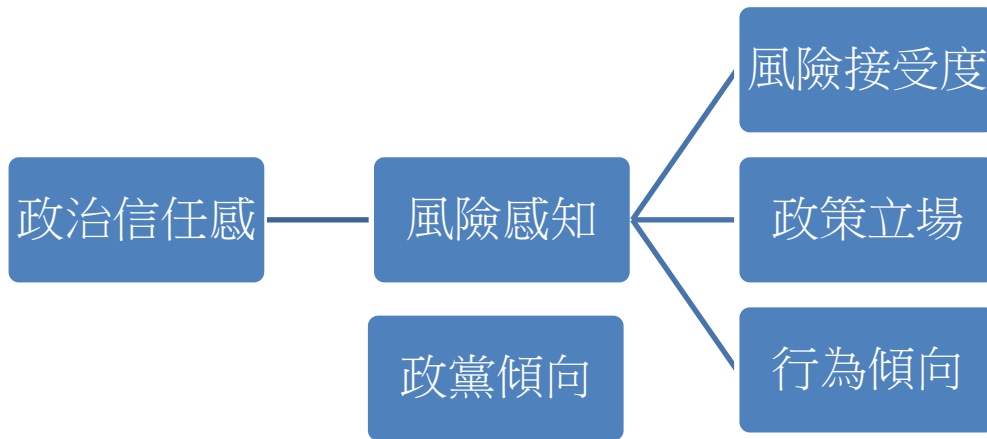 政治信任感
風險感知
政黨傾向
風險接受度
政策立場
行為傾向